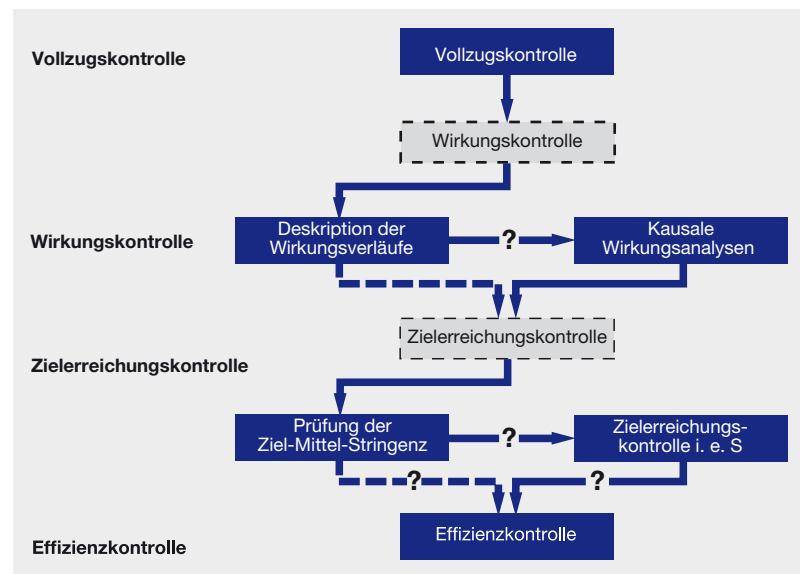 Vollzugskontrolle
Vollzugskontrolle
Wirkungskontrolle
Wirkungskontrolle
Deskription der
Wirkungsverläufe
?
Kausale
Wirkungsanalysen
Zielerreichungskontrolle
Zielerreichungskontrolle
Prüfung der
Ziel-Mittel-Stringenz
?
Zielerreichungs-
kontrolle i. e. S
?
?
Effizienzkontrolle
Effizienzkontrolle